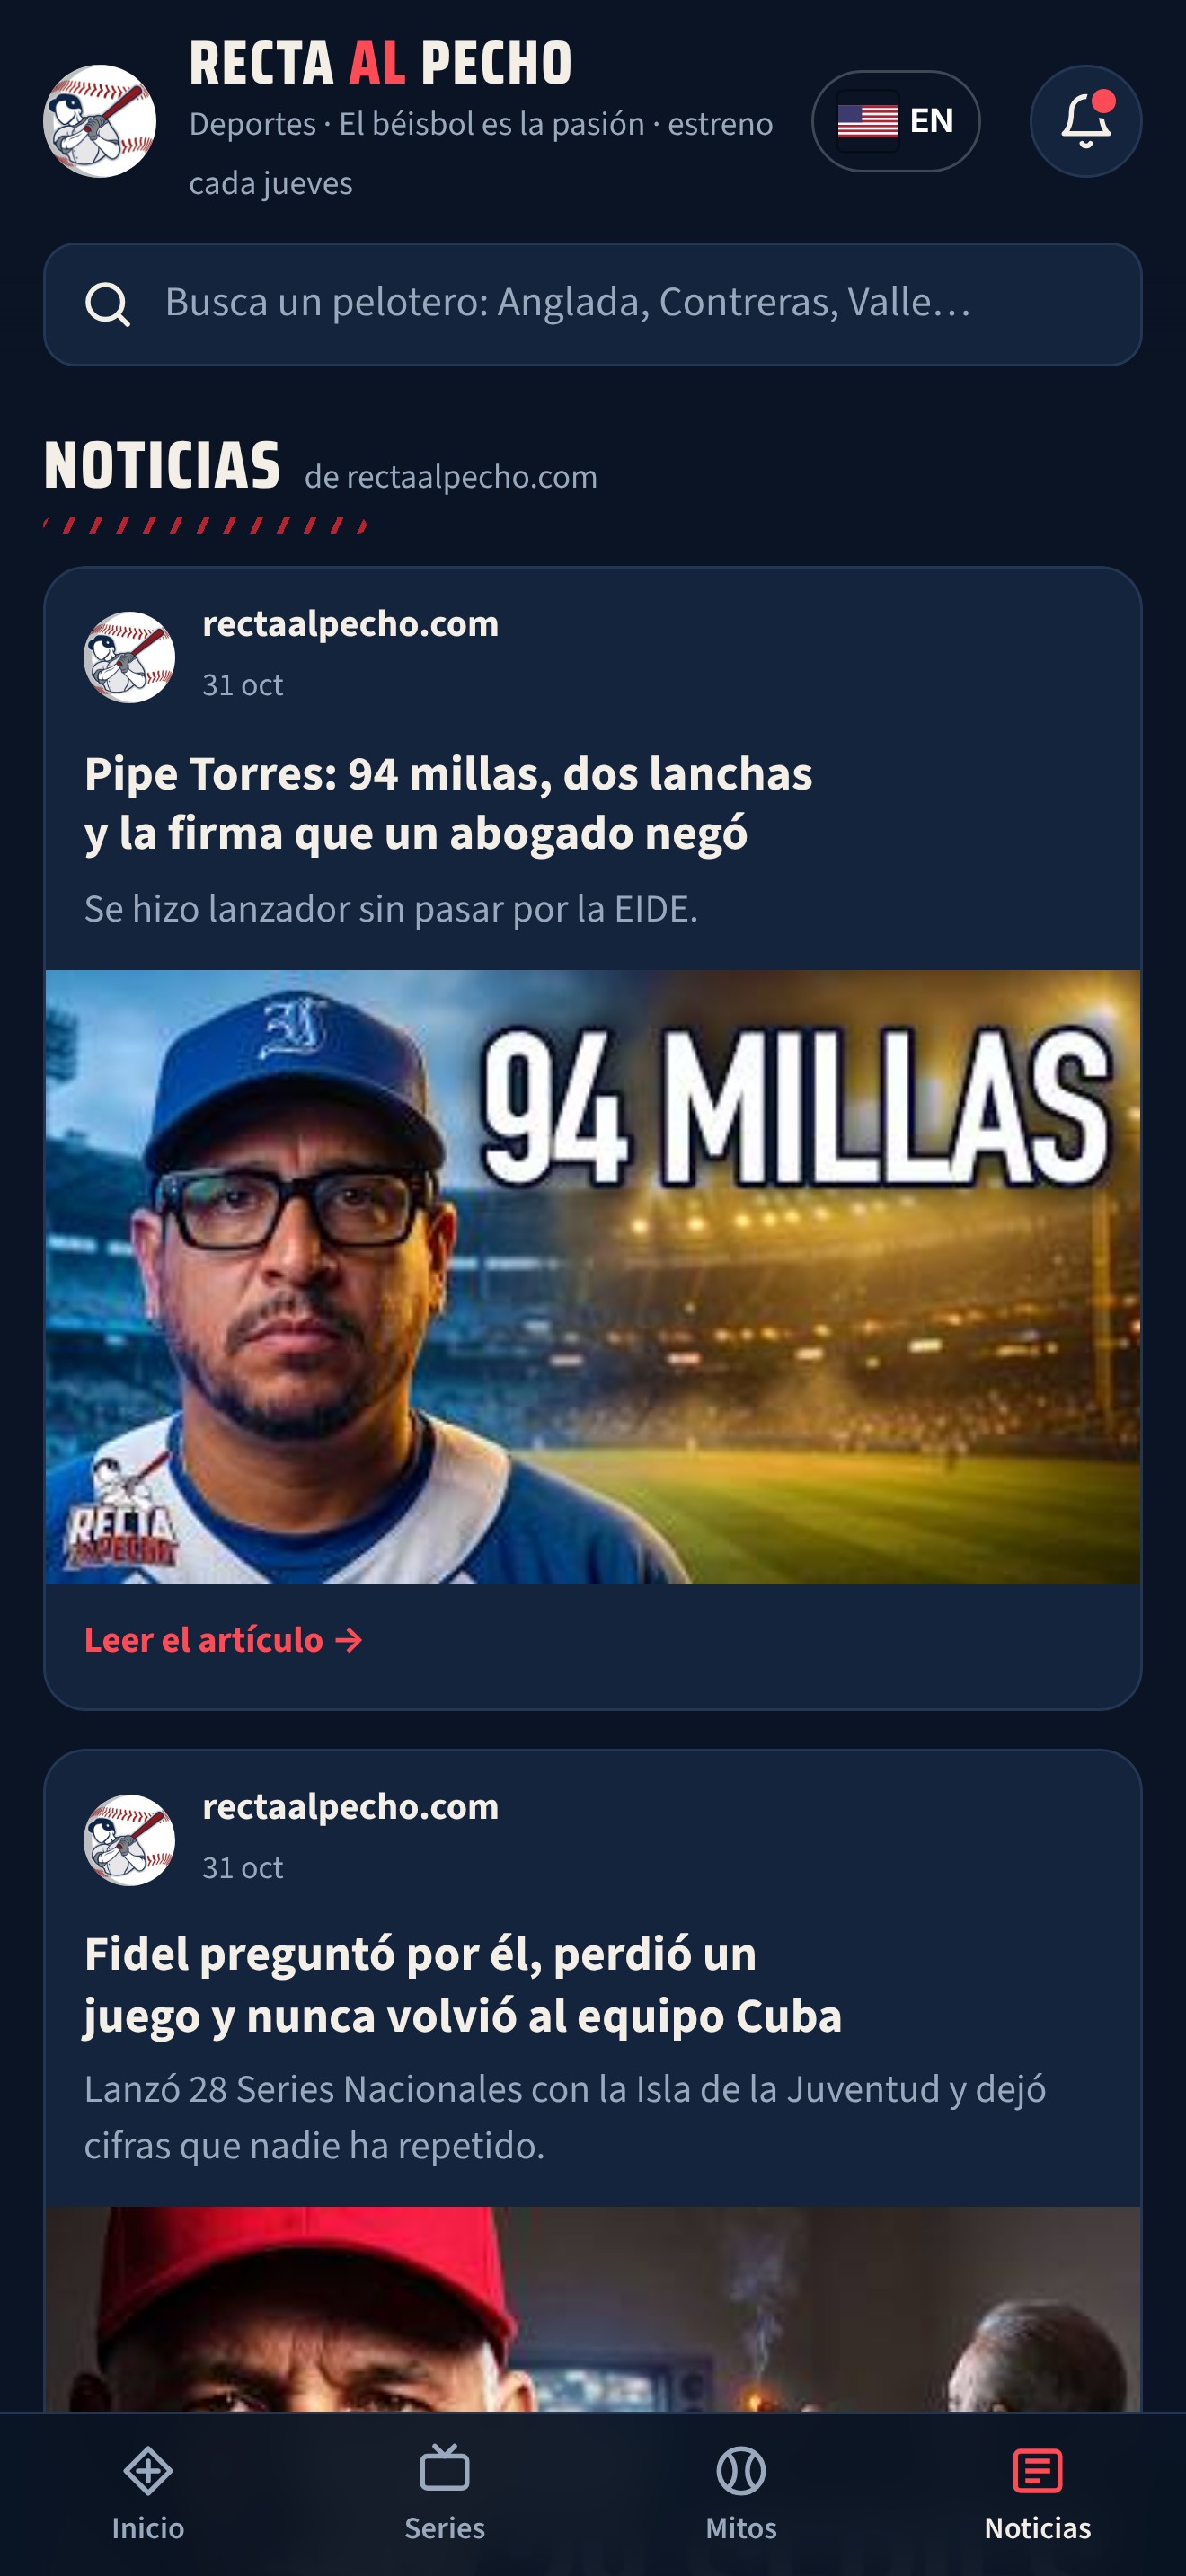 RECTA AL PECHO
Deportes · El béisbol es la pasión · estreno
cada jueves
EN
Busca un pelotero: Anglada, Contreras, Valle…
NOTICIAS de rectaalpecho.com
rectaalpecho.com
31 oct
Pipe Torres: 94 millas, dos lanchas
y la firma que un abogado negó
Se hizo lanzador sin pasar por la EIDE.
94 MILLAS
RECTA
AL PECHO
Leer el artículo →
rectaalpecho.com
31 oct
Fidel preguntó por él, perdió un
juego y nunca volvió al equipo Cuba
Lanzó 28 Series Nacionales con la Isla de la Juventud y dejó
cifras que nadie ha repetido.
Inicio
Series
Mitos
Noticias